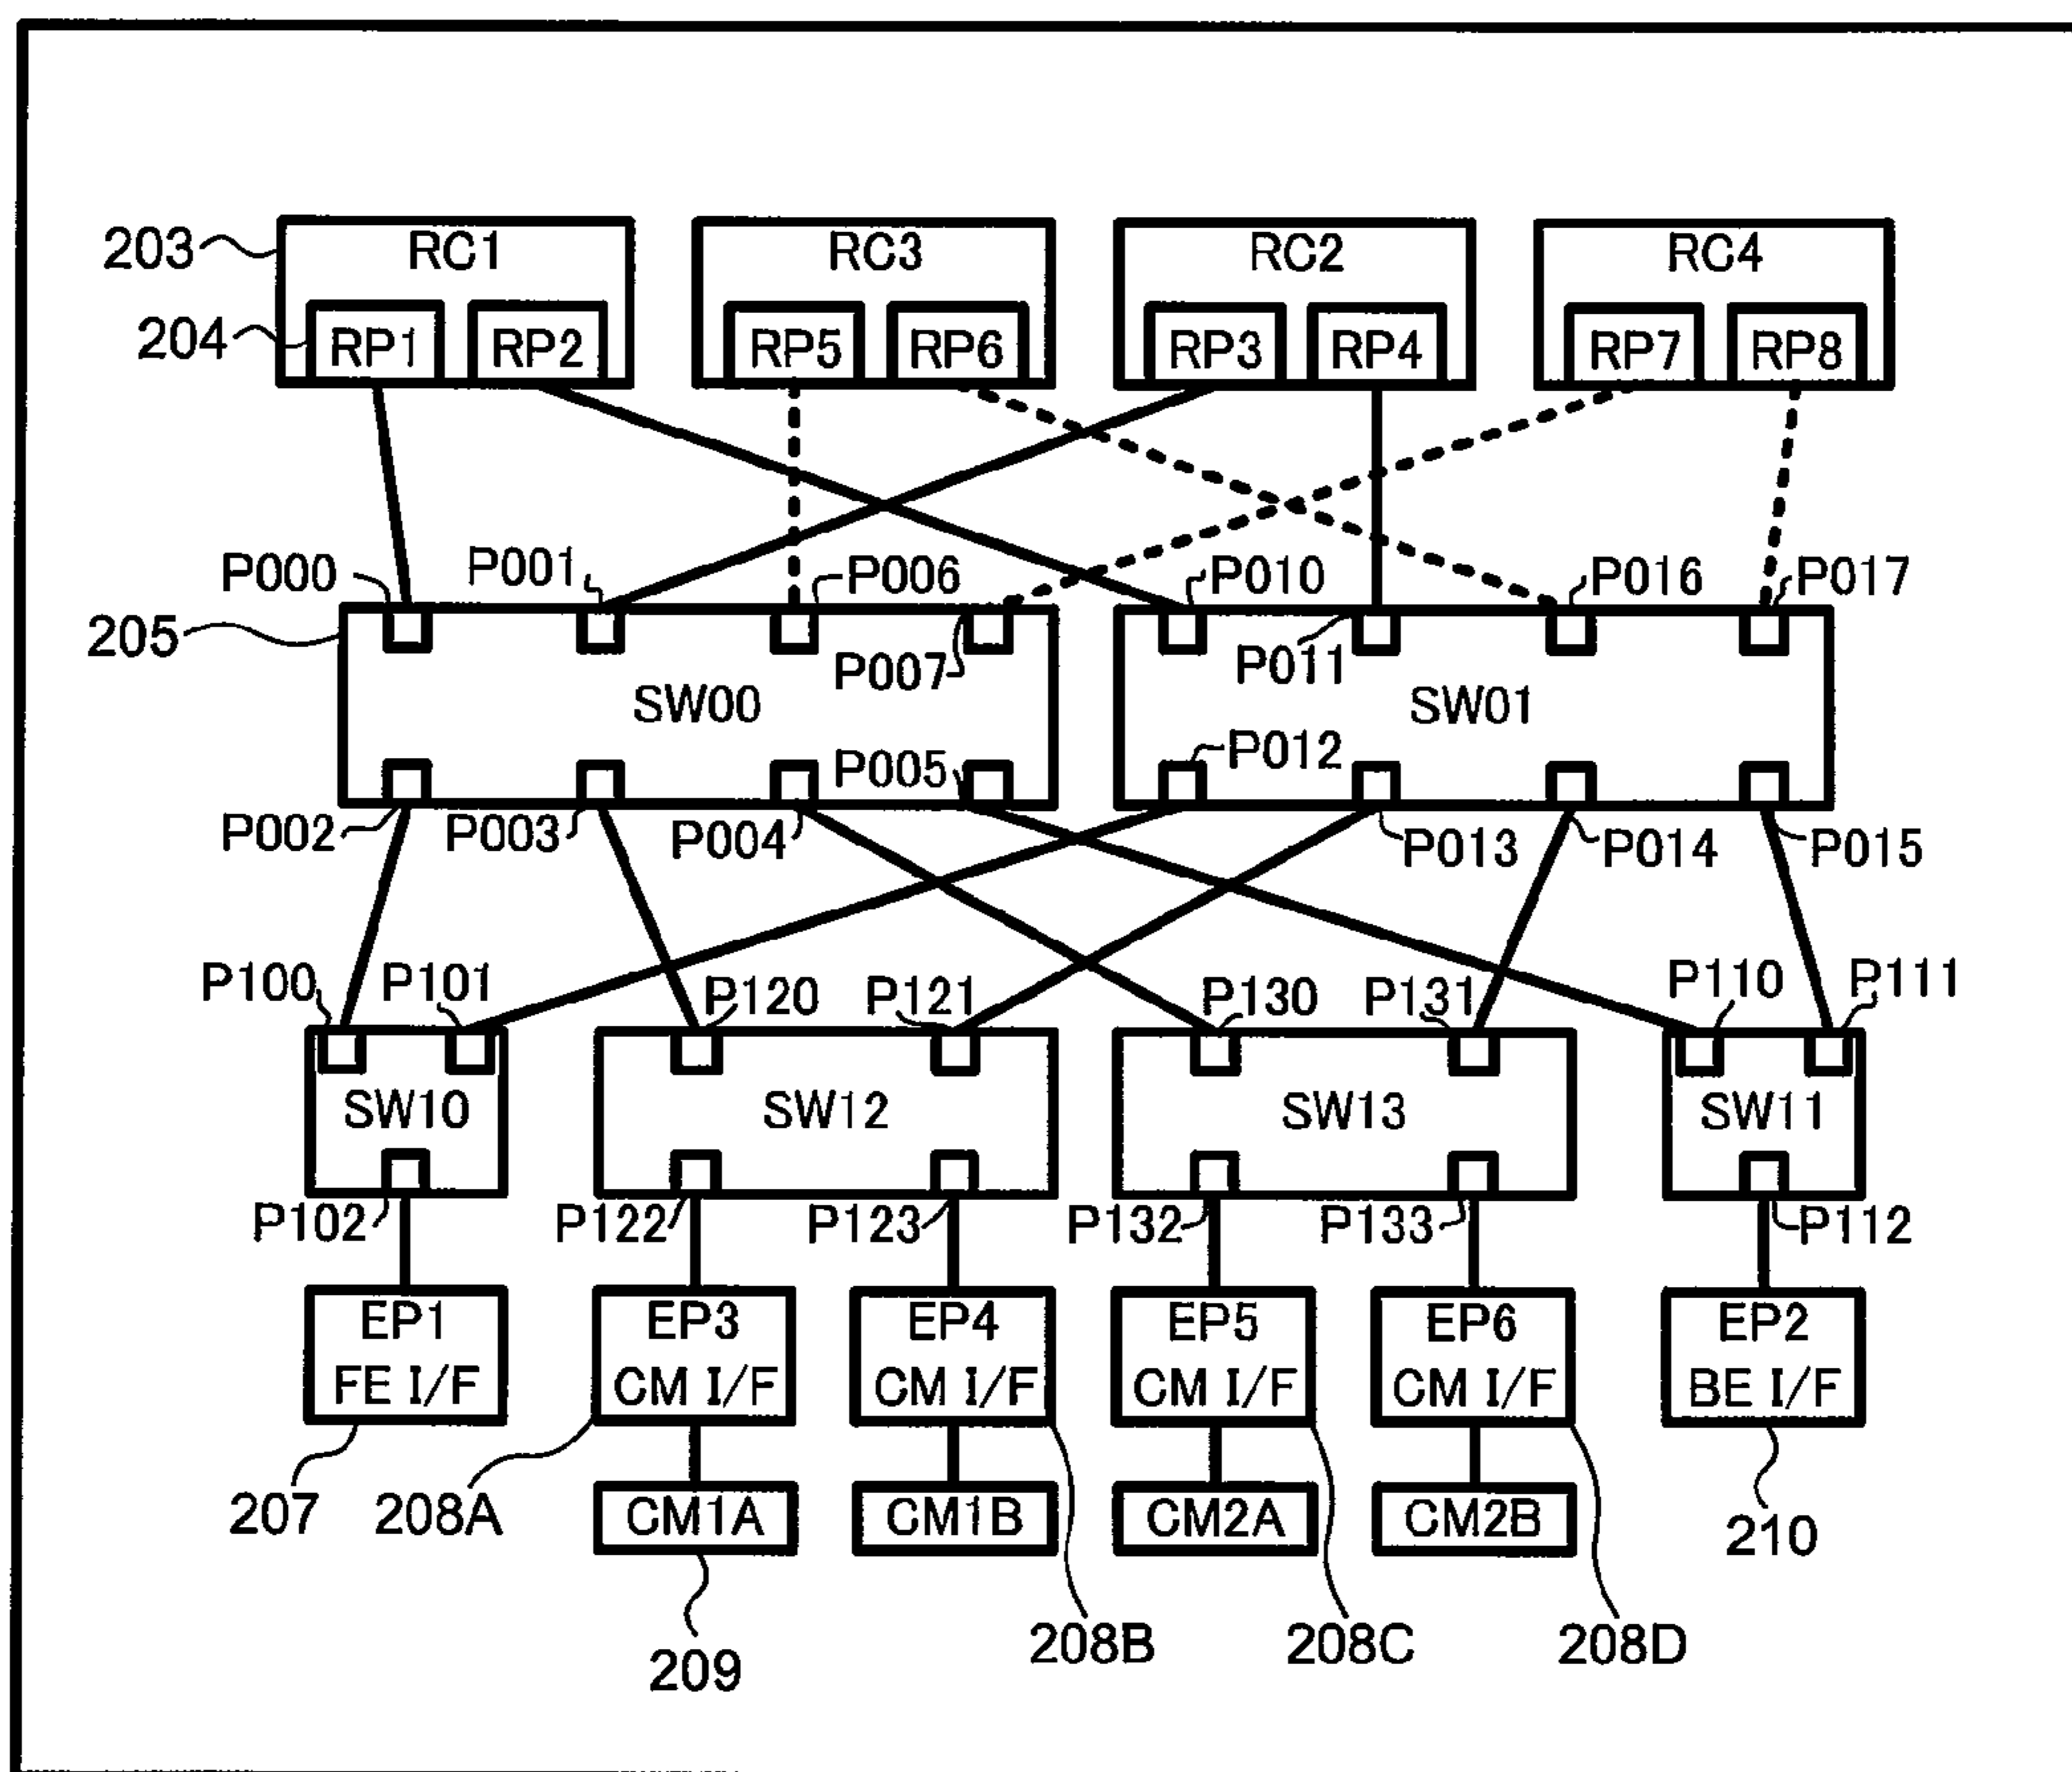 203
RC1
RC3
RC2
RC4
204
RP1
RP2
RP5
RP6
RP3
RP4
RP7
RP8
P000
P001
P006
P010
P016
P017
205
P007
P011
SW00
SW01
P005
P012
P002
P003
P004
P013
P014
P015
P100
P101
P120
P121
P130
P131
P110
P111
SW10
SW12
SW13
SW11
P102
P122
P123
P132
P133
P112
EP1
FE I/F
EP3
CM I/F
EP4
CM I/F
EP5
CM I/F
EP6
CM I/F
EP2
BE I/F
207
208A
CM1A
CM1B
CM2A
CM2B
210
209
208B
208C
208D